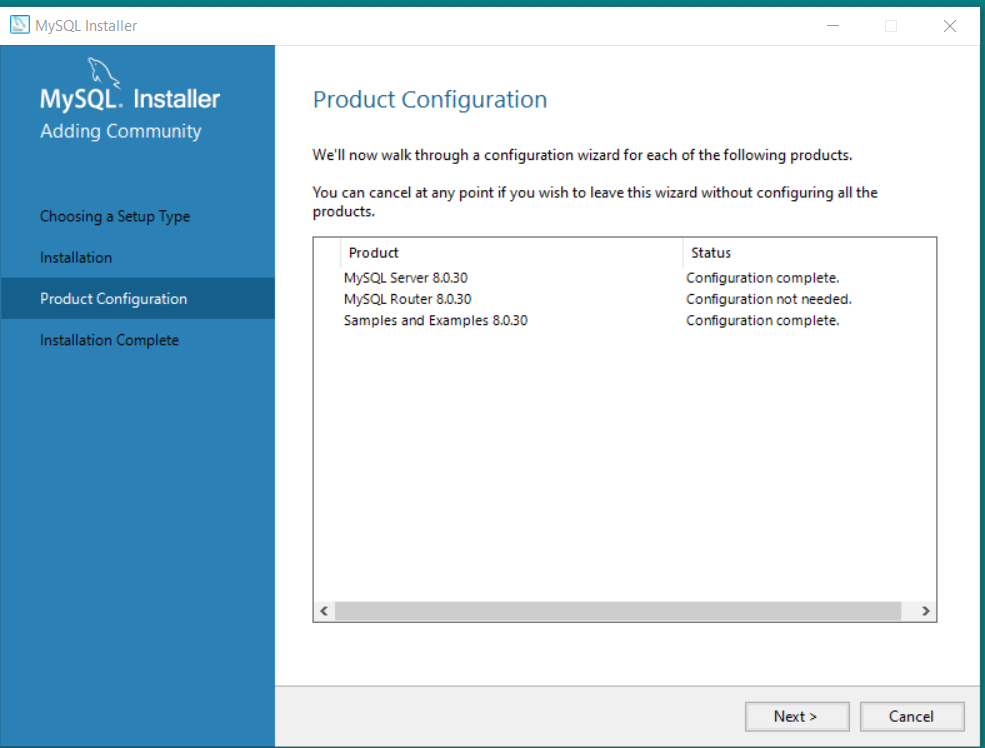 MySQL Installer
MySQL. Installer
Adding Community
Choosing a Setup Type
Installation
Product Configuration
Installation Complete
Product Configuration
We'll now walk through a configuration wizard for each of the following products.
You can cancel at any point if you wish to leave this wizard without configuring all the
products.
Product Status
MySQL Server 8.0.30 Configuration complete.
MySQL Router 8.0.30 Configuration not needed.
Samples and Examples 8.0.30 Configuration complete.
Next > Cancel